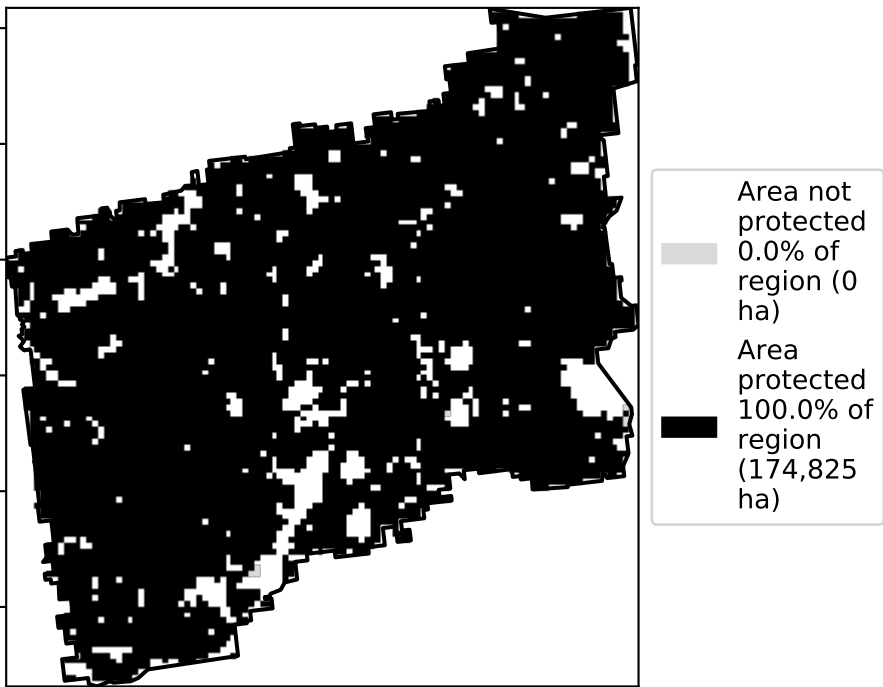 Area not
protected
0.0% of
region (0
ha)
Area
protected
100.0% of
region
(174,825
ha)